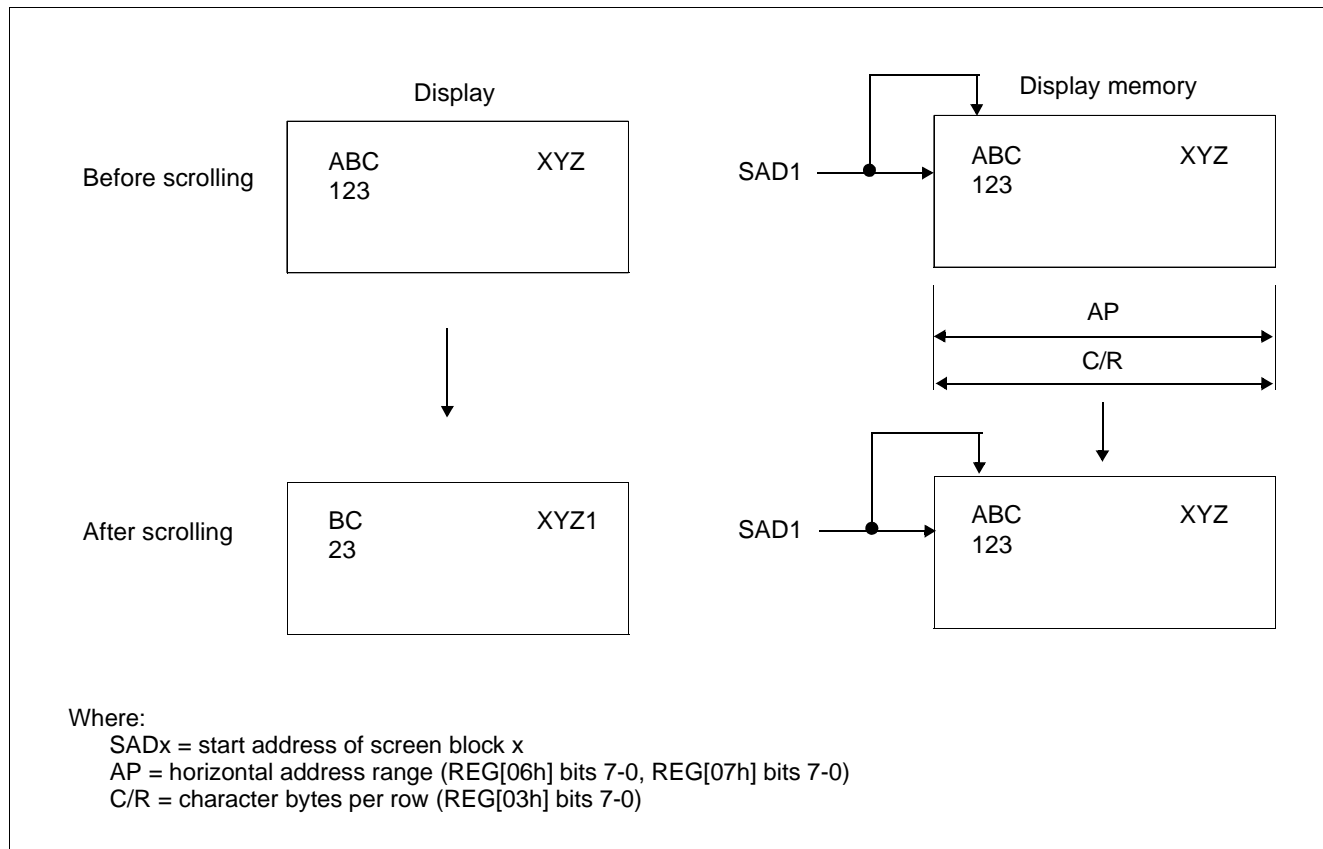 Display
Display memory
Before scrolling
ABC XYZ
123
SAD1
ABC XYZ
123
AP
C/R
After scrolling
BC XYZ1
23
SAD1
ABC XYZ
123
Where:
SADx = start address of screen block x
AP = horizontal address range (REG[06h] bits 7-0, REG[07h] bits 7-0)
C/R = character bytes per row (REG[03h] bits 7-0)